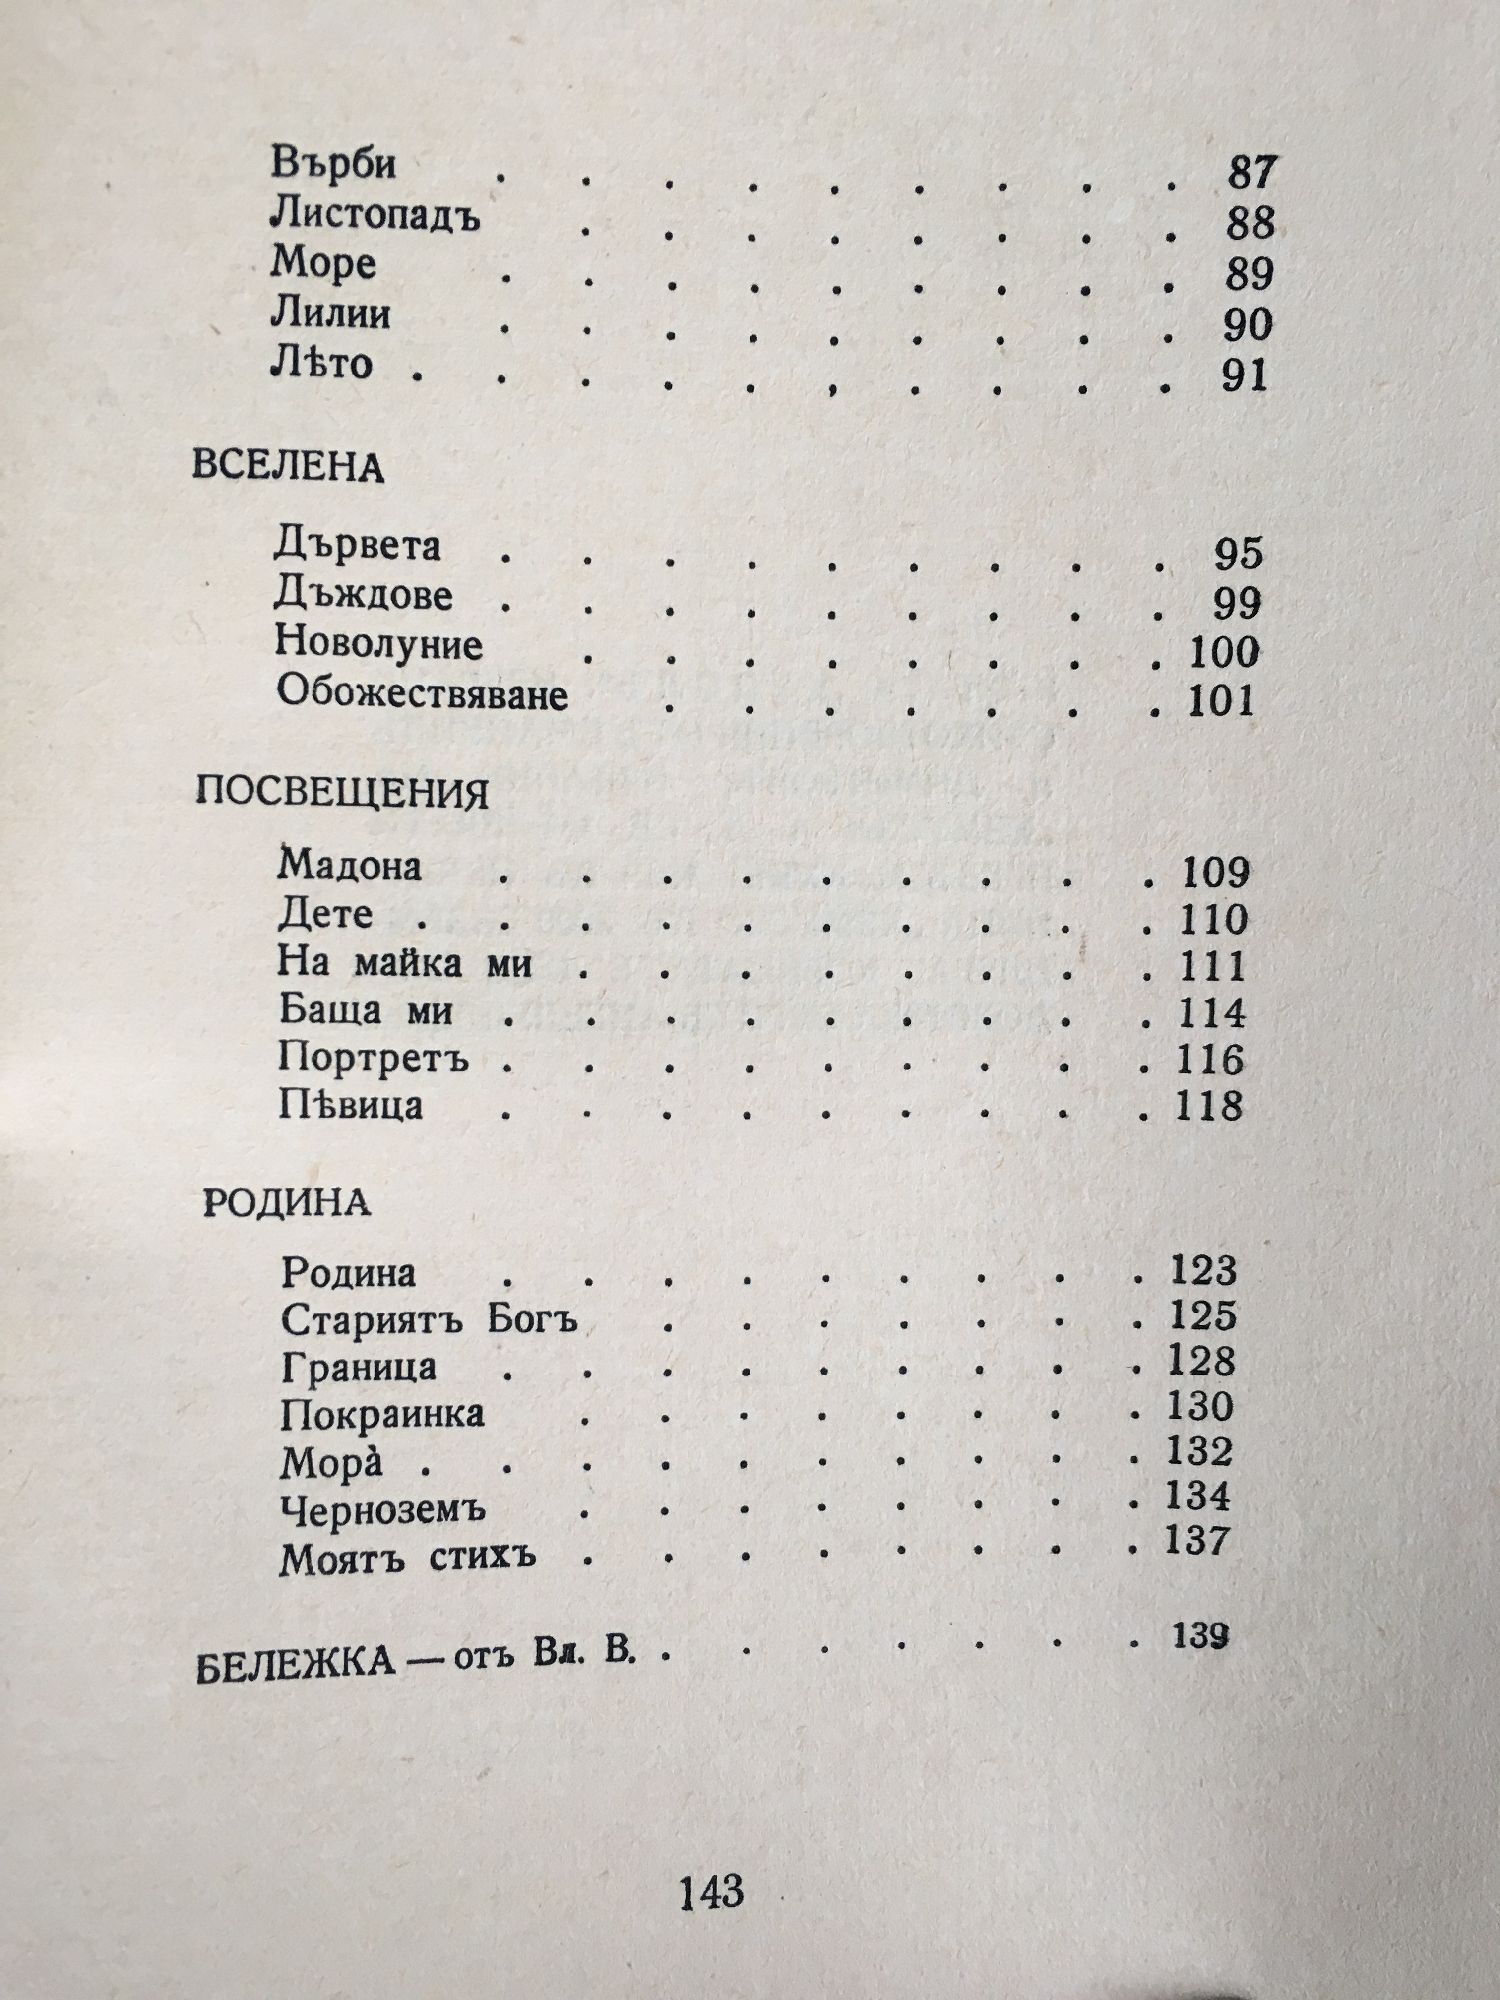 Върби . . . . . . . . . 87
Листопадъ . . . . . . . . 88
Море . . . . . . . . . 89
Лилии . . . . . . . . . 90
Лѣто . . . . . , . . . . 91
ВСЕЛЕНА
Дървета . . . . . . . . . 95
Дъждове . . . . . . . . . 99
Новолуние . . . . . . . . 100
Обожествяване . . . . . . . 101
ПОСВЕЩЕНИЯ
Мадона . . . . . . . . . 109
Дете . . . . . . . . . . 110
На майка ми . . . . . . . . 111
Баща ми . . . . . . . . . 114
Портретъ . . . . . . . . . 116
Пѣвица . . . . . . . . . 118
РОДИНА
Родина . . . . . . . . . 123
Стариятъ Богъ . . . . . . . 125
Граница . . . . . . . . . 128
Покраинка . . . . . . . . 130
Мора̀ . . . . . . . . . . 132
Черноземъ . . . . . . . . 134
Моятъ стихъ . . . . . . . . 137
БЕЛЕЖКА — отъ Вл. В. . . . . . . . 139
143